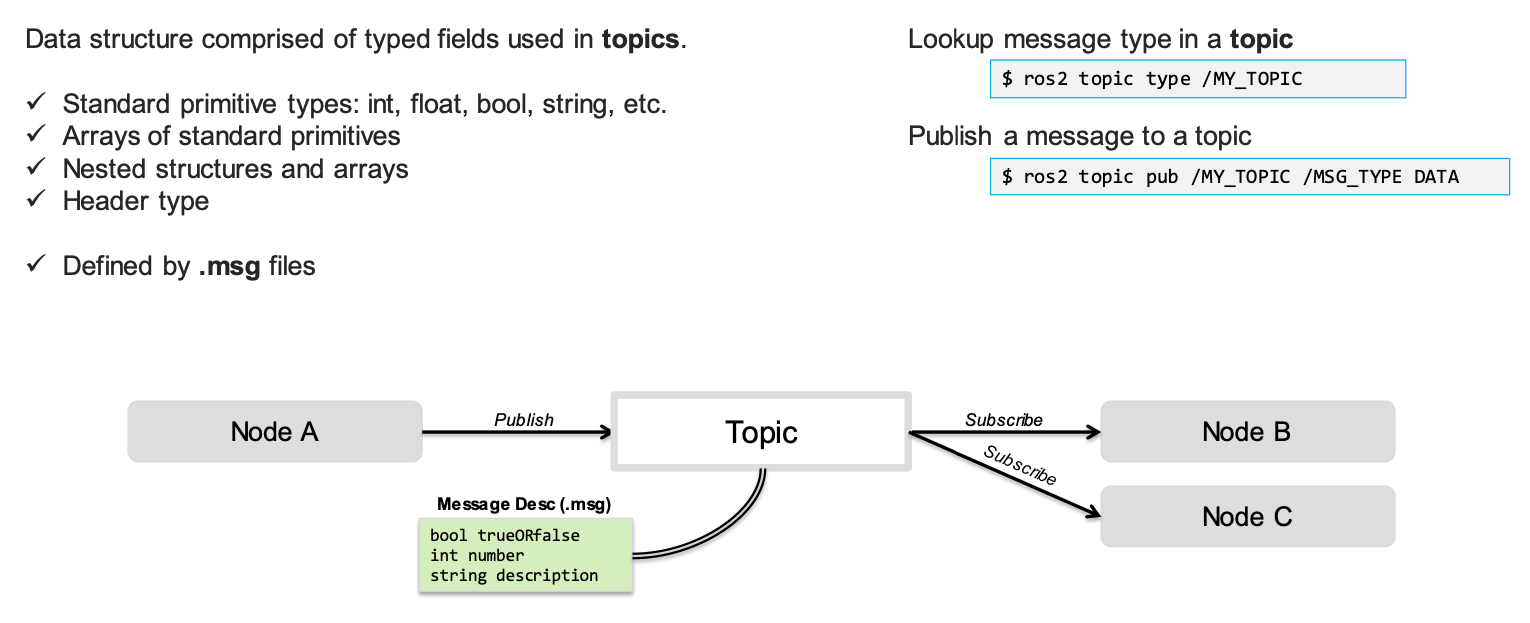 Data structure comprised of typed fields used in topics.
✓ Standard primitive types: int, float, bool, string, etc.
✓ Arrays of standard primitives
✓ Nested structures and arrays
✓ Header type
✓ Defined by .msg files
Lookup message type in a topic
$ ros2 topic type /MY_TOPIC
Publish a message to a topic
$ ros2 topic pub /MY_TOPIC /MSG_TYPE DATA
Node A
Publish
Topic
Subscribe
Node B
Subscribe
Node C
Message Desc (.msg)
bool trueORfalse
int number
string description